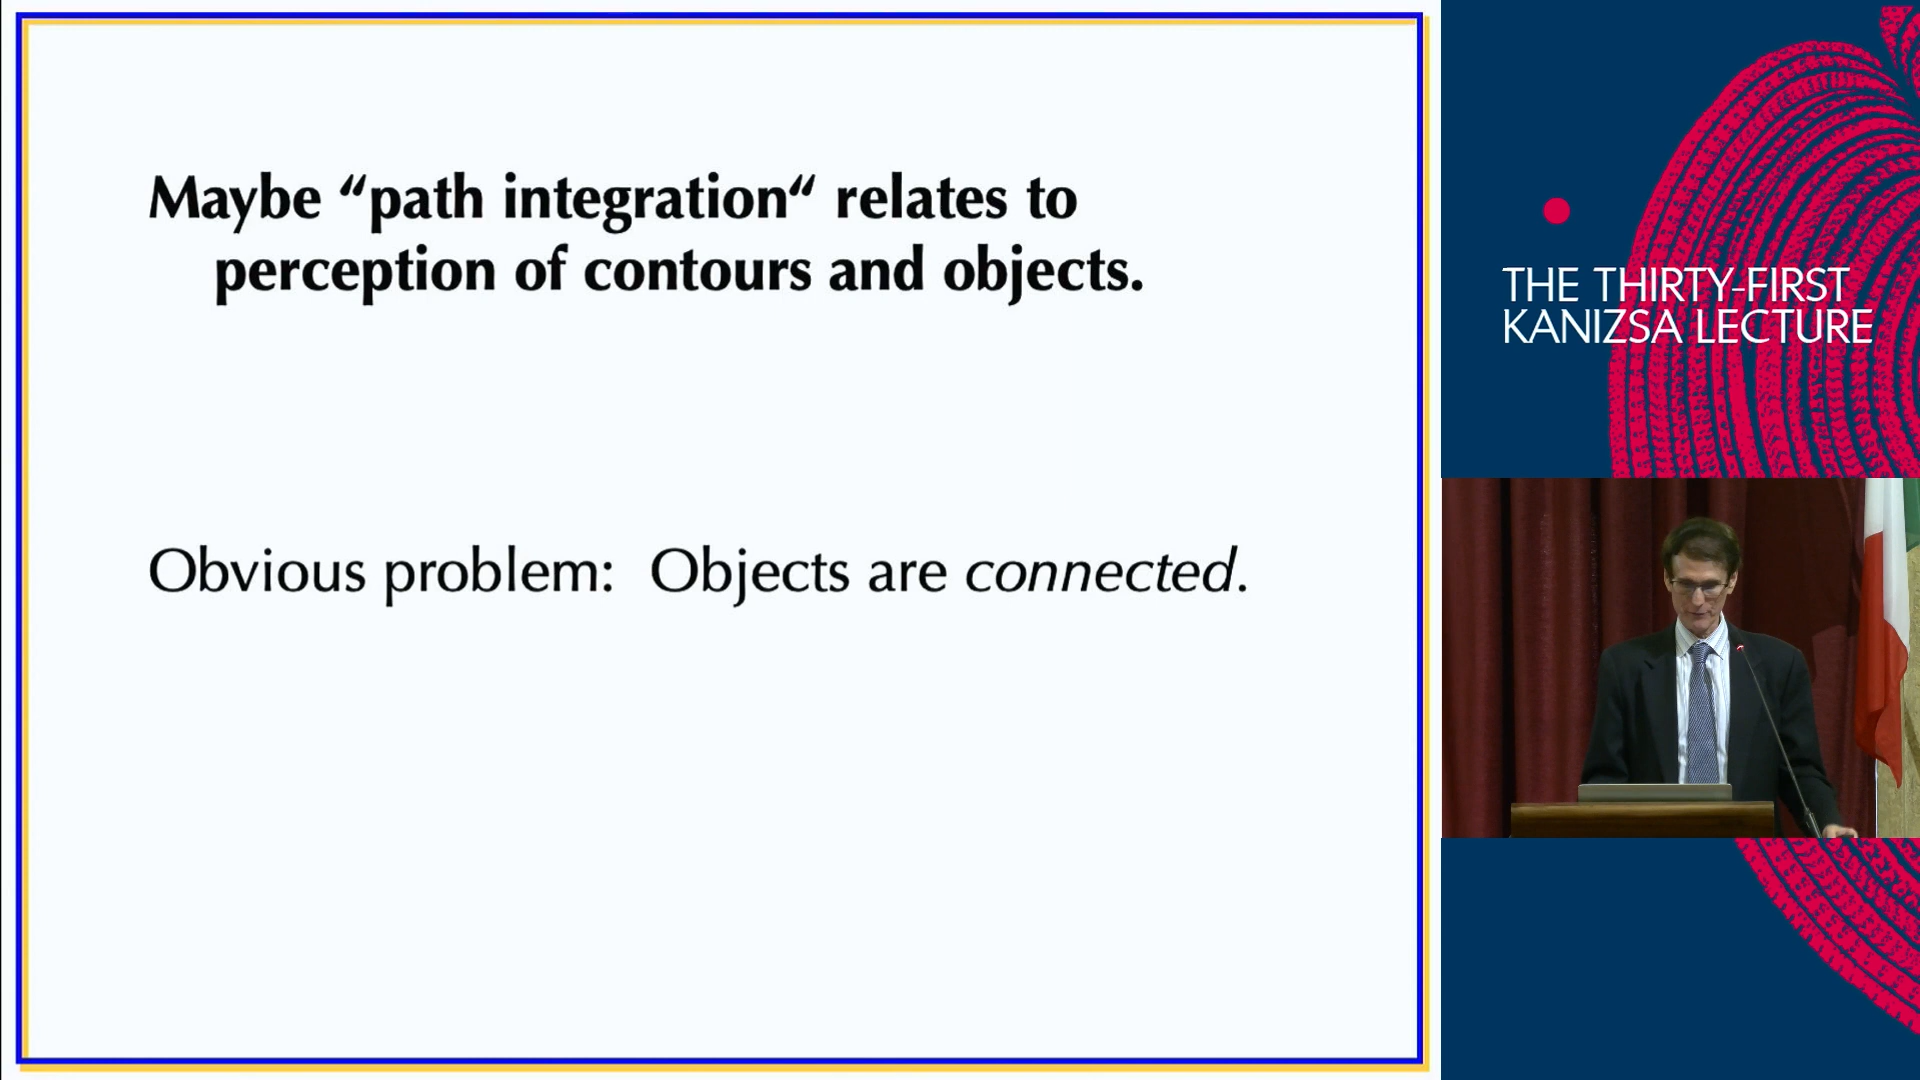 Maybe “path integration“ relates to
perception of contours and objects.
Obvious problem: Objects are connected.
THE THIRTY-FIRST
KANIZSA LECTURE